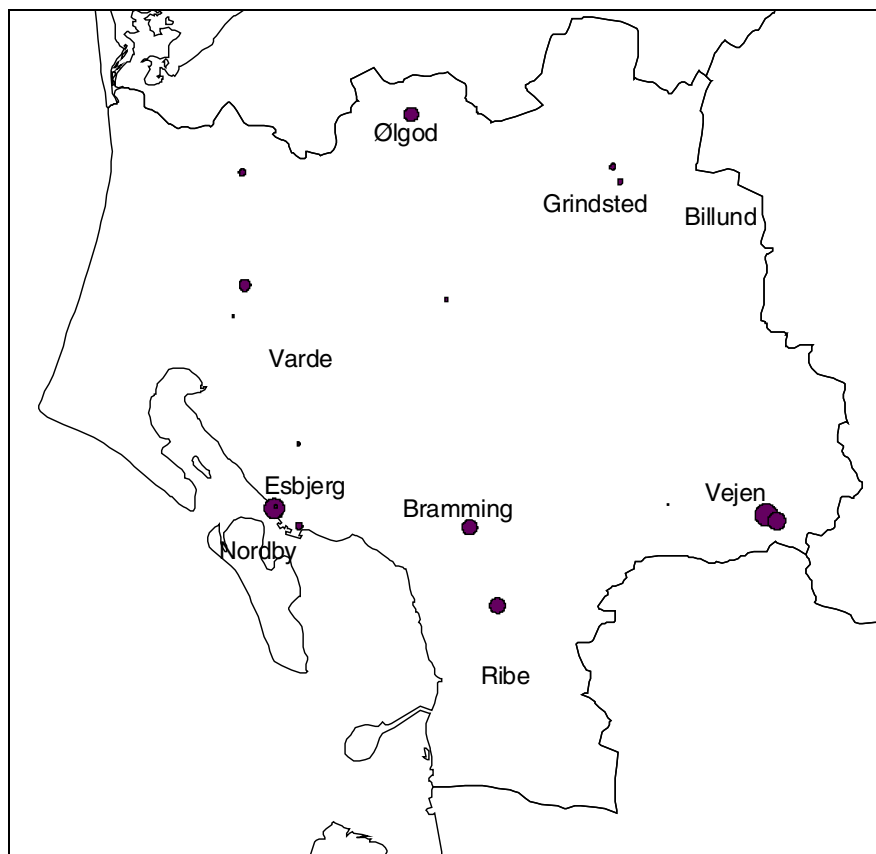 Ølgod
Grindsted
Billund
Varde
Esbjerg
Vejen
Bramming
Nordby
Ribe